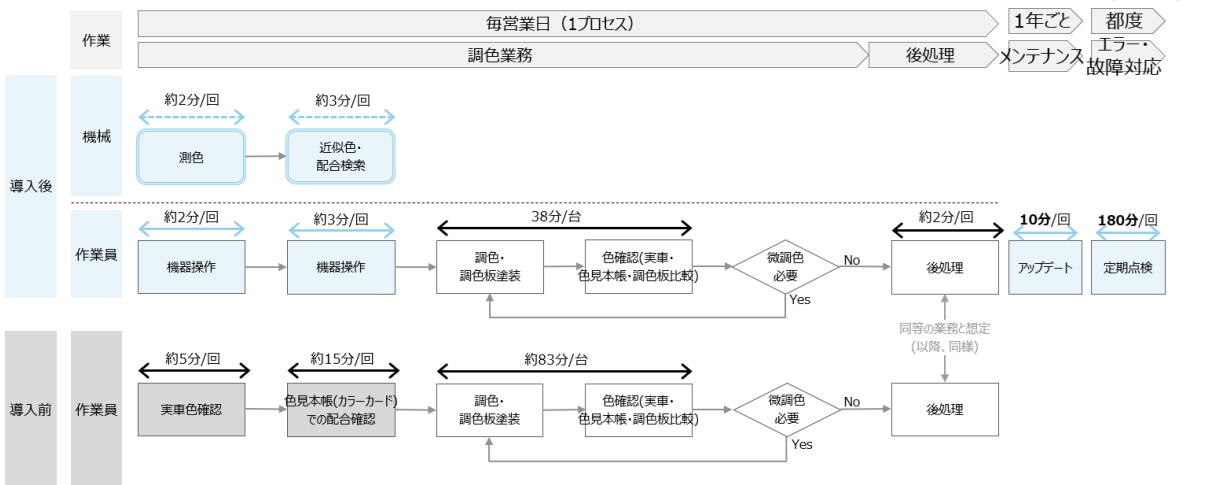 作業
毎営業日（1プロセス）
1年ごと
都度
調色業務
後処理
メンテナンス
エラー・
故障対応
導入後
機械
約2分/回
約3分/回
測色
近似色・
配合検索
作業員
約2分/回
約3分/回
38分/台
約2分/回
10分/回
180分/回
機器操作
機器操作
調色・
調色板塗装
色確認(実車・
色見本帳・調色板比較)
微調色
必要
No
Yes
後処理
アップデート
定期点検
同等の業務と想定
(以降、同様)
導入前
作業員
約5分/回
約15分/回
約83分/台
実車色確認
色見本帳(カラーカード)
での配合確認
調色・
調色板塗装
色確認(実車・
色見本帳・調色板比較)
微調色
必要
No
Yes
後処理